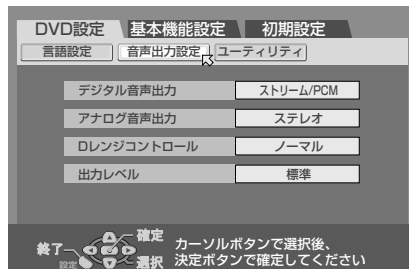 DVD設定 基本機能設定 初期設定
言語設定 音声出力設定 ユーティリティ
デジタル音声出力 ストリーム/PCM
アナログ音声出力 ステレオ
Dレンジコントロール ノーマル
出力レベル 標準
確定
終了
設定 選択
カーソルボタンで選択後、
決定ボタンで確定してください